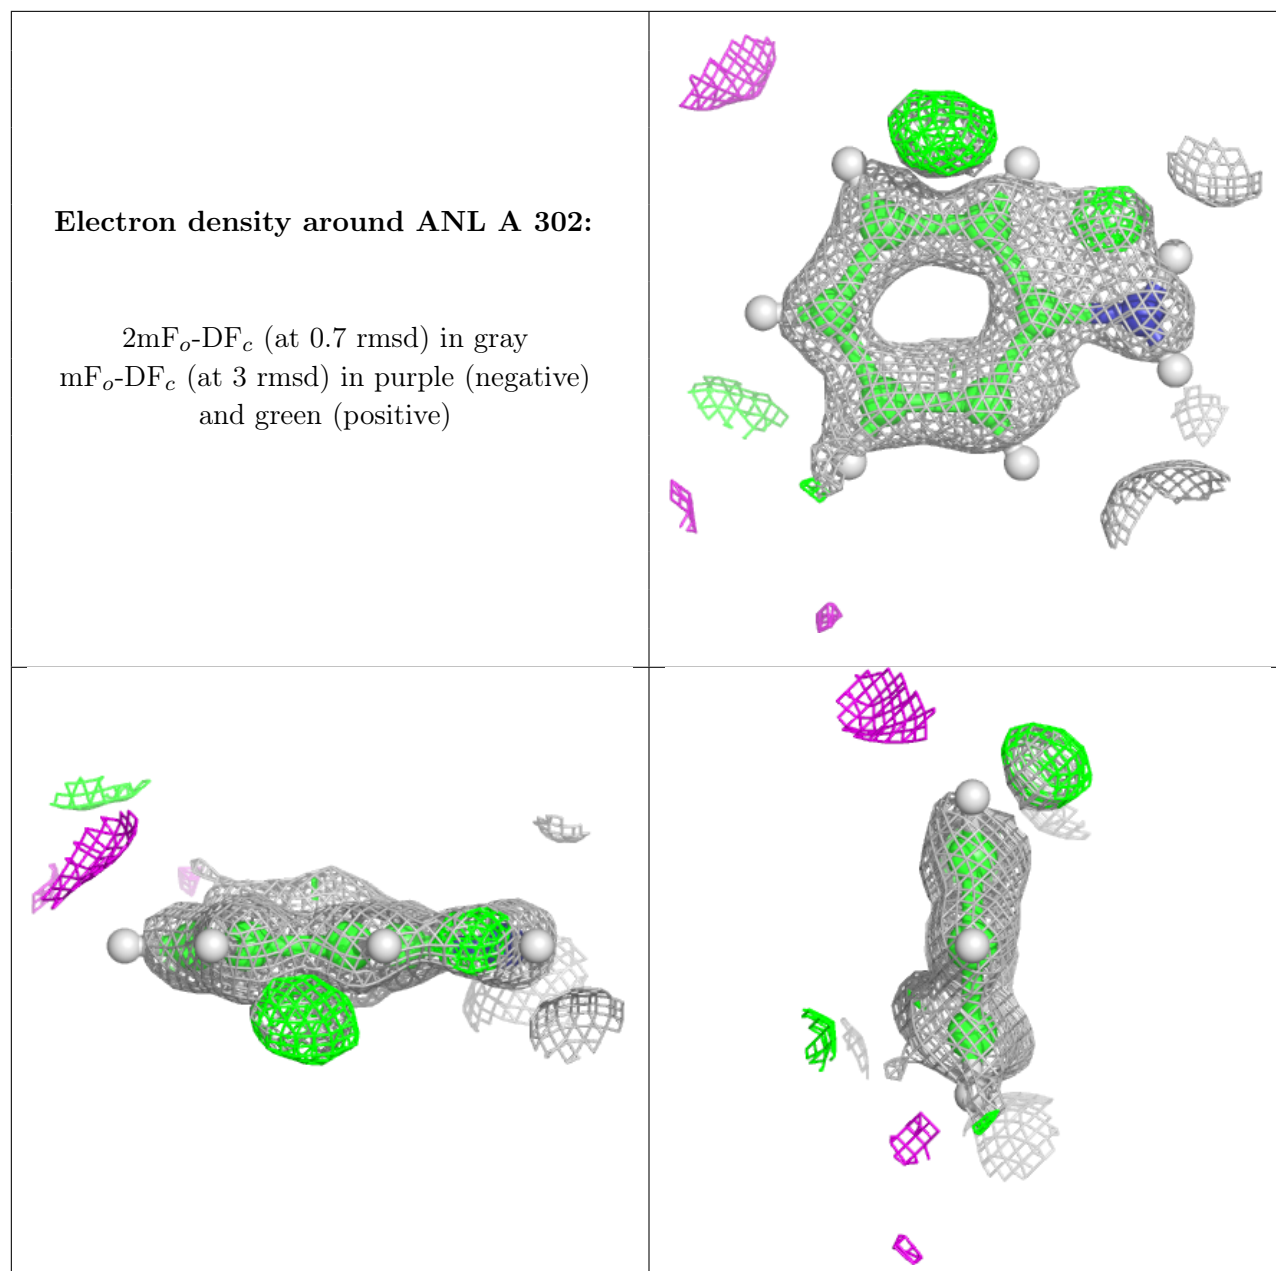 Electron density around ANL A 302:
2mFo-DFc (at 0.7 rmsd) in gray
mFo-DFc (at 3 rmsd) in purple (negative)
and green (positive)